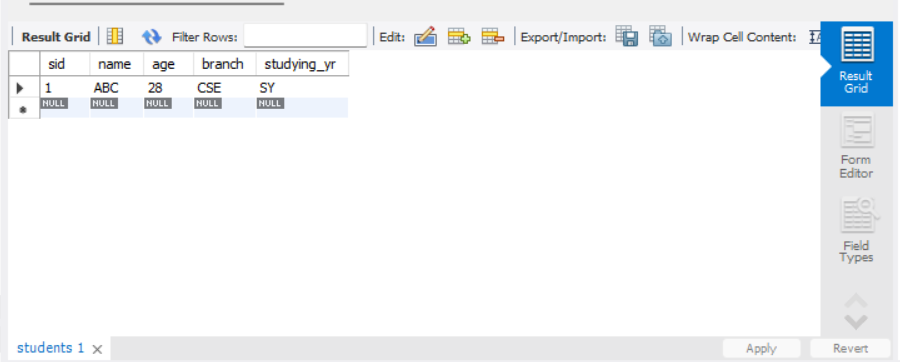 Result Grid Filter Rows: Edit: Export/Import: Wrap Cell Content:
sid name age branch studying_yr
1 ABC 28 CSE SY
NULL NULL NULL NULL NULL
Result
Grid
Form
Editor
Field
Types
students 1 Apply Revert